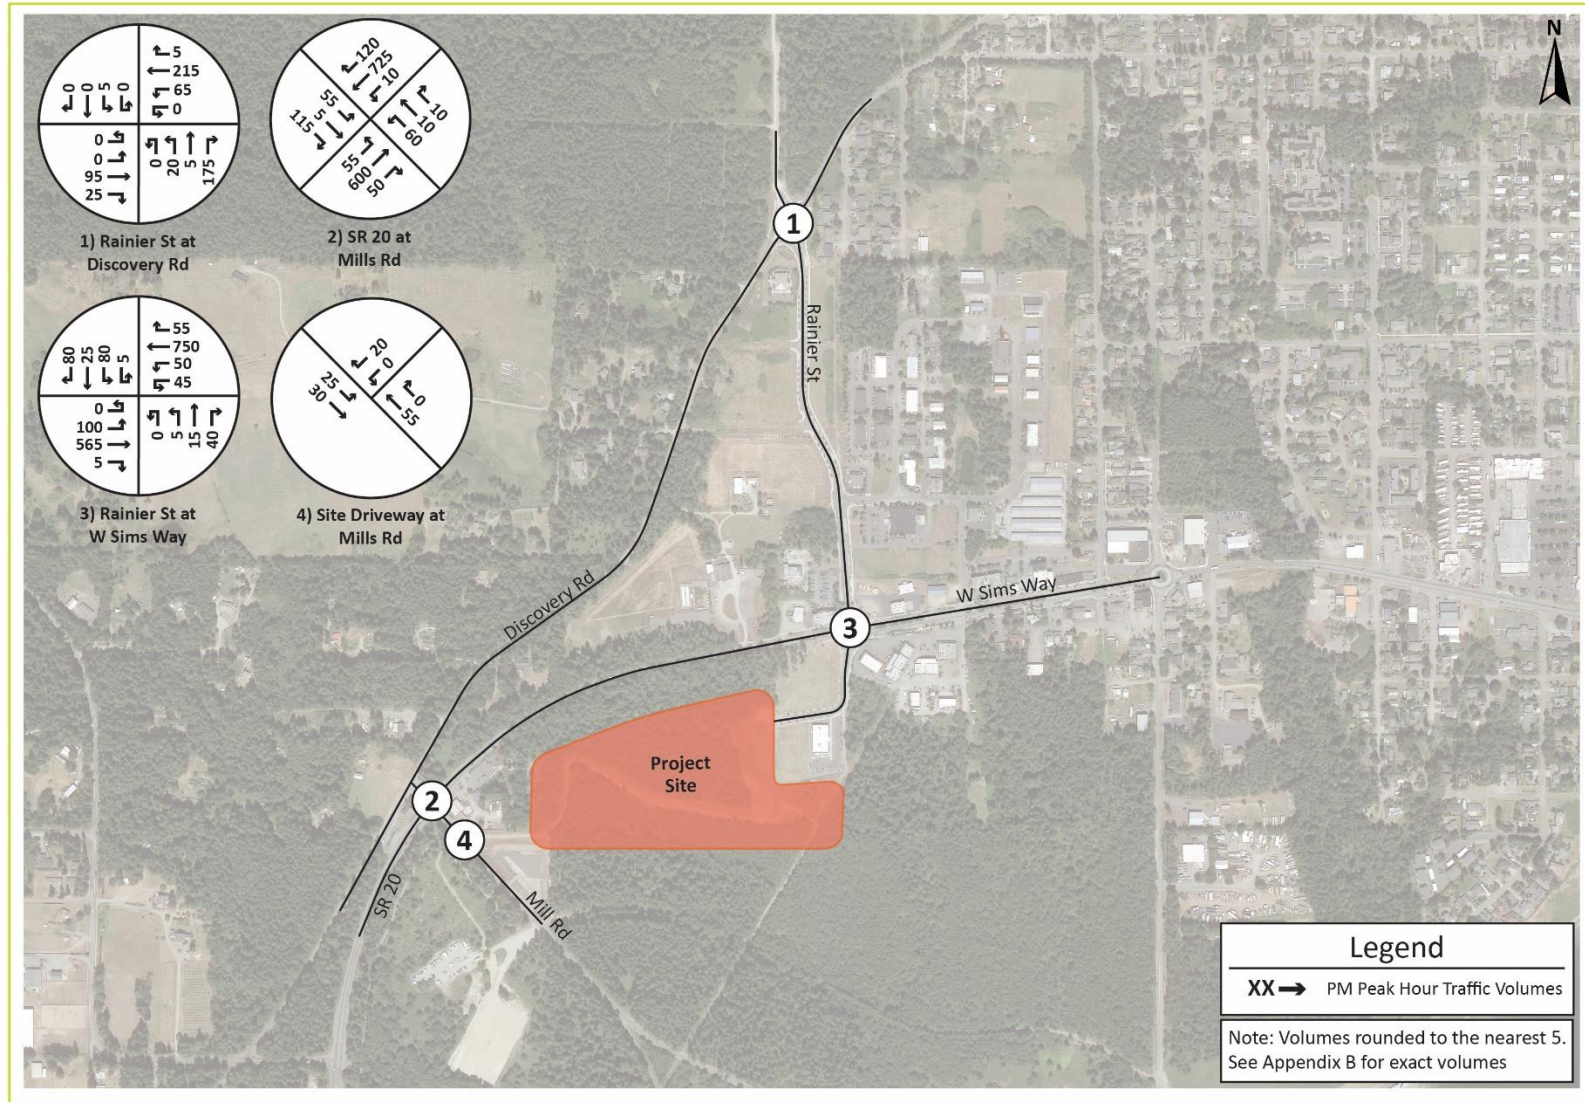 N
5
215
65
0
0
0
5
0
0
0
95
25
0
20
5
175
1) Rainier St at
Discovery Rd
120
725
10
55
5
115
10
10
60
55
600
50
2) SR 20 at
Mills Rd
55
750
50
45
80
25
80
5
0
100
565
5
0
5
15
40
3) Rainier St at
W Sims Way
20
0
25
30
0
55
4) Site Driveway at
Mills Rd
1
Rainier St
Discovery Rd
W Sims Way
3
Project
Site
2
4
SR 20
Mill Rd
Legend
XX PM Peak Hour Traffic Volumes
Note: Volumes rounded to the nearest 5.
See Appendix B for exact volumes